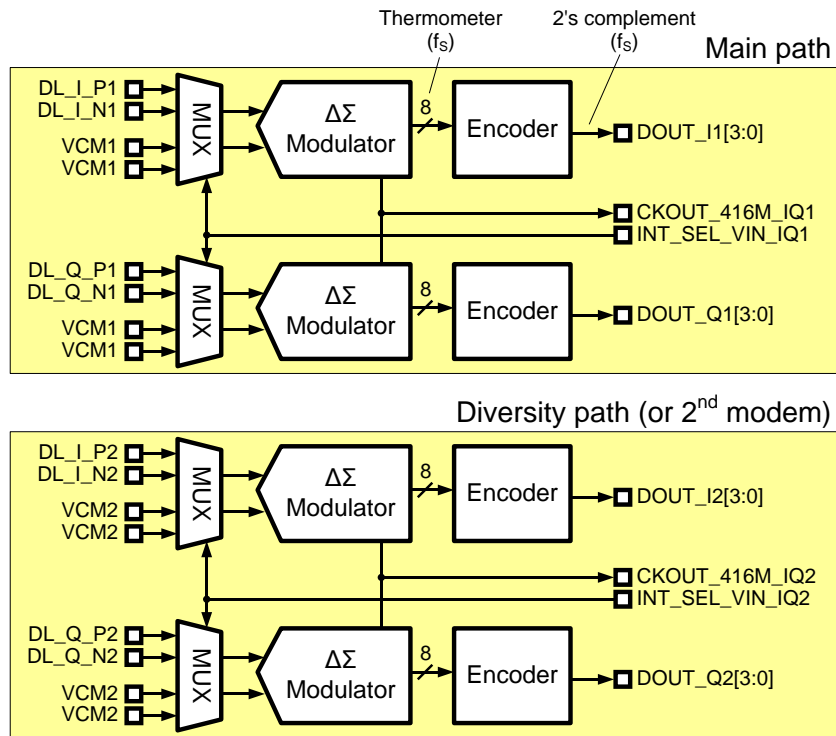 Thermometer
(fS)
2's complement
(fS)
Main path
DL_I_P1
DL_I_N1
VCM1
VCM1
MUX
ΔΣ
Modulator
8
Encoder
DOUT_I1[3:0]
CKOUT_416M_IQ1
INT_SEL_VIN_IQ1
DL_Q_P1
DL_Q_N1
VCM1
VCM1
MUX
ΔΣ
Modulator
8
Encoder
DOUT_Q1[3:0]
Diversity path (or 2nd modem)
DL_I_P2
DL_I_N2
VCM2
VCM2
MUX
ΔΣ
Modulator
8
Encoder
DOUT_I2[3:0]
CKOUT_416M_IQ2
INT_SEL_VIN_IQ2
DL_Q_P2
DL_Q_N2
VCM2
VCM2
MUX
ΔΣ
Modulator
8
Encoder
DOUT_Q2[3:0]